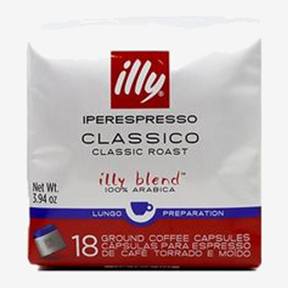 illy
IPERESPRESSO
CLASSICO
CLASSIC ROAST
illy blend™
100% ARABICA
Net Wt.
3.94 oz
LUNGO PREPARATION
18 GROUND COFFEE CAPSULES
CÁPSULAS PARA ESPRESSO
DE CAFÉ TORRADO E MOÍDO